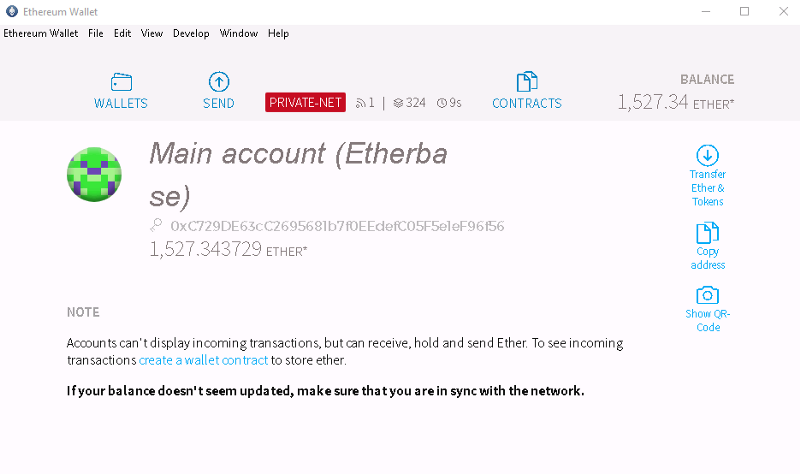 Ethereum Wallet
Ethereum Wallet File Edit View Develop Window Help
BALANCE
WALLETS SEND PRIVATE-NET 1 | 324 9s CONTRACTS 1,527.34 ETHER*
Main account (Etherba
se)
0xC729DE63cC2695681b7f0EEdefC05F5e1eF96f56
1,527.343729 ETHER*
Transfer
Ether &
Tokens
Copy
address
Show QR-
Code
NOTE
Accounts can't display incoming transactions, but can receive, hold and send Ether. To see incoming
transactions create a wallet contract to store ether.
If your balance doesn't seem updated, make sure that you are in sync with the network.